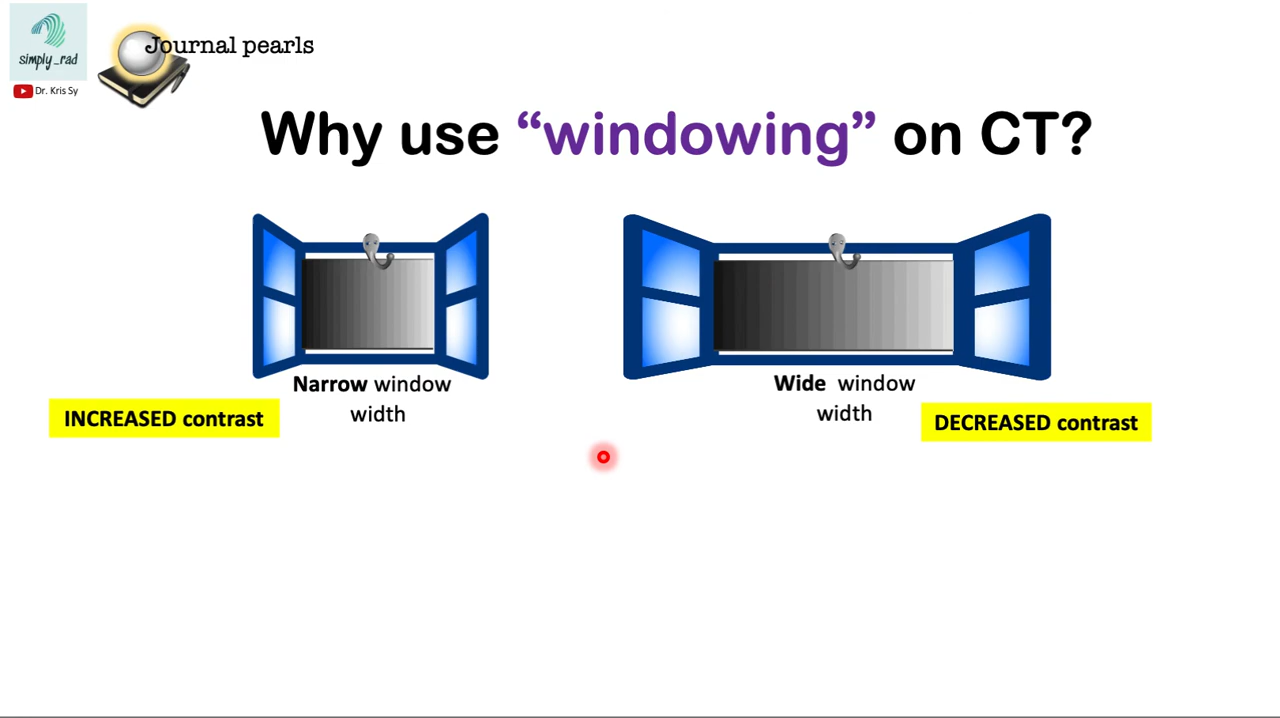 simply_rad
Journal pearls
Dr. Kris Sy
Why use “windowing” on CT?
Narrow window
width
INCREASED contrast
Wide window
width
DECREASED contrast